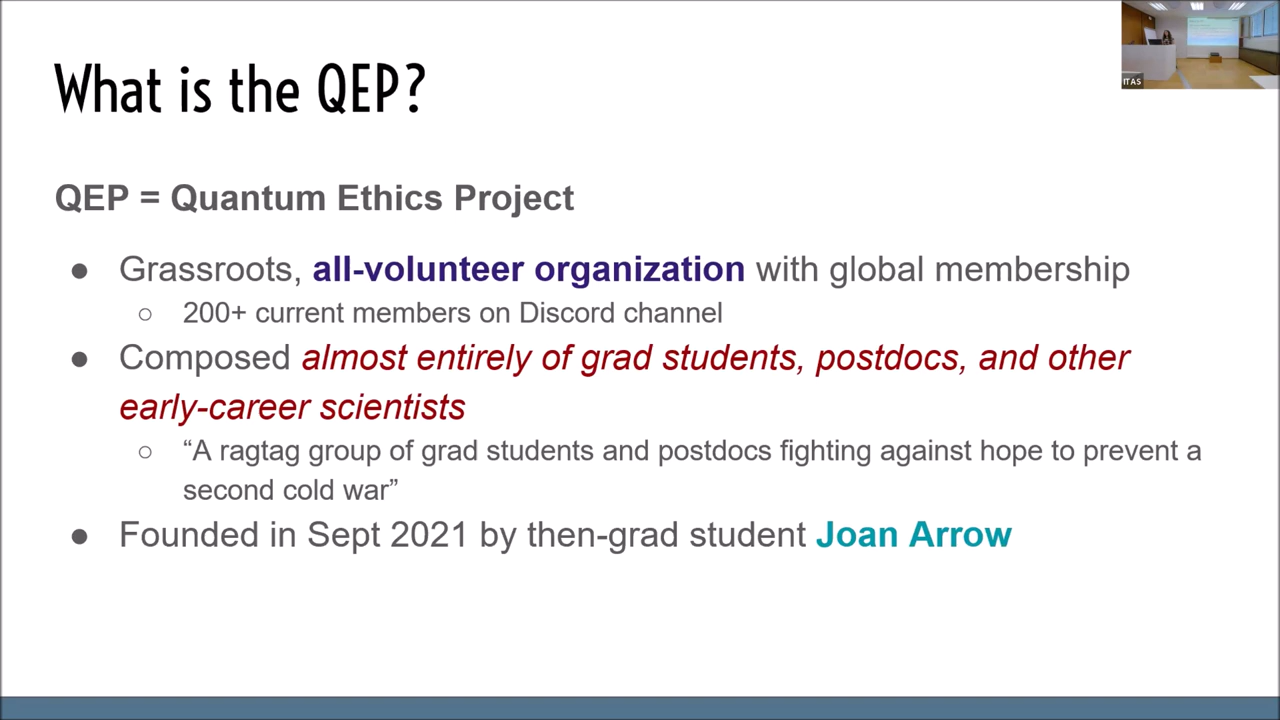 What is the QEP?
ITAS
QEP = Quantum Ethics Project
● Grassroots, all-volunteer organization with global membership
○ 200+ current members on Discord channel
● Composed almost entirely of grad students, postdocs, and other
early-career scientists
○ “A ragtag group of grad students and postdocs fighting against hope to prevent a
second cold war”
● Founded in Sept 2021 by then-grad student Joan Arrow